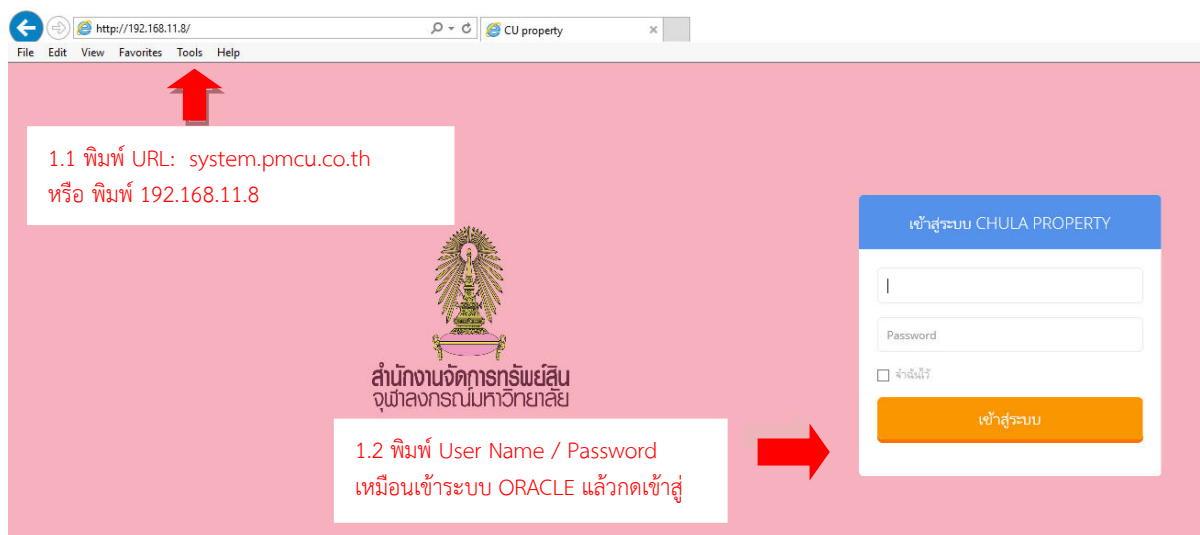 http://192.168.11.8/
CU property
File Edit View Favorites Tools Help
1.1 พิมพ์ URL: system.pmcu.co.th
หรือ พิมพ์ 192.168.11.8
เข้าสู่ระบบ CHULA PROPERTY
Password
จำฉันไว้
เข้าสู่ระบบ
สำนักงานจัดการทรัพย์สิน
จุฬาลงกรณ์มหาวิทยาลัย
1.2 พิมพ์ User Name / Password
เหมือนเข้าระบบ ORACLE แล้วกดเข้าสู่